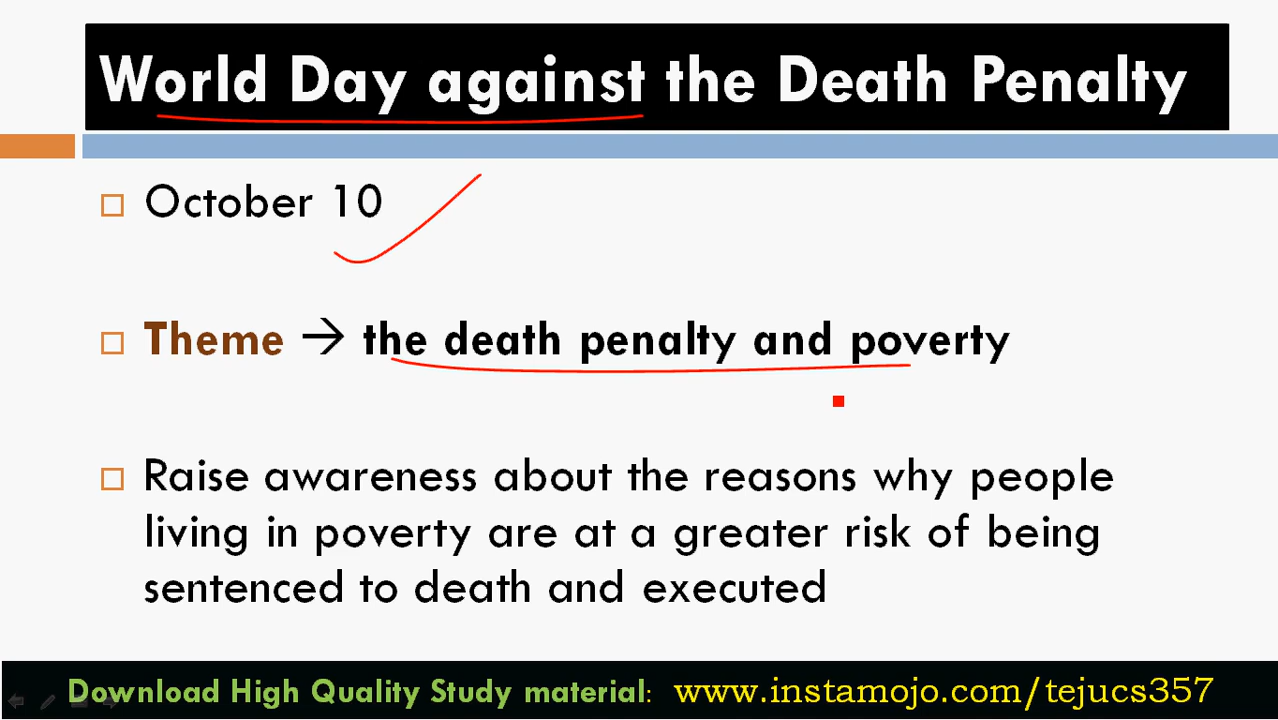 World Day against the Death Penalty
October 10
Theme → the death penalty and poverty
Raise awareness about the reasons why people
living in poverty are at a greater risk of being
sentenced to death and executed
Download High Quality Study material: www.instamojo.com/tejucs357